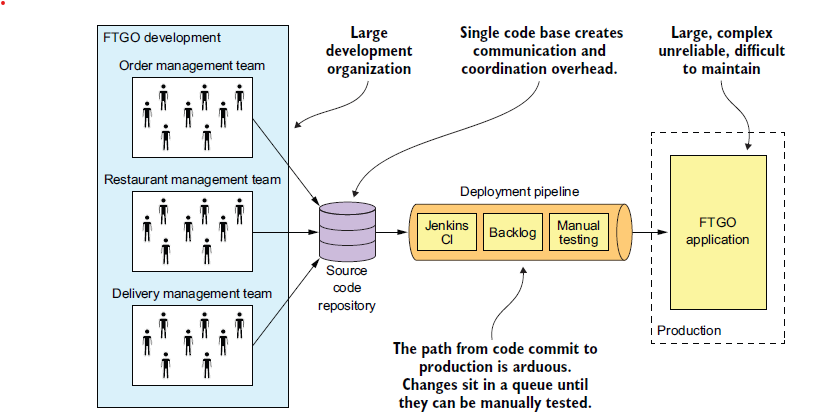 FTGO development
Order management team
Restaurant management team
Delivery management team
Large
development
organization
Single code base creates
communication and
coordination overhead.
Large, complex
unreliable, difficult
to maintain
Source
code
repository
Deployment pipeline
Jenkins
CI
Backlog
Manual
testing
The path from code commit to
production is arduous.
Changes sit in a queue until
they can be manually tested.
FTGO
application
Production